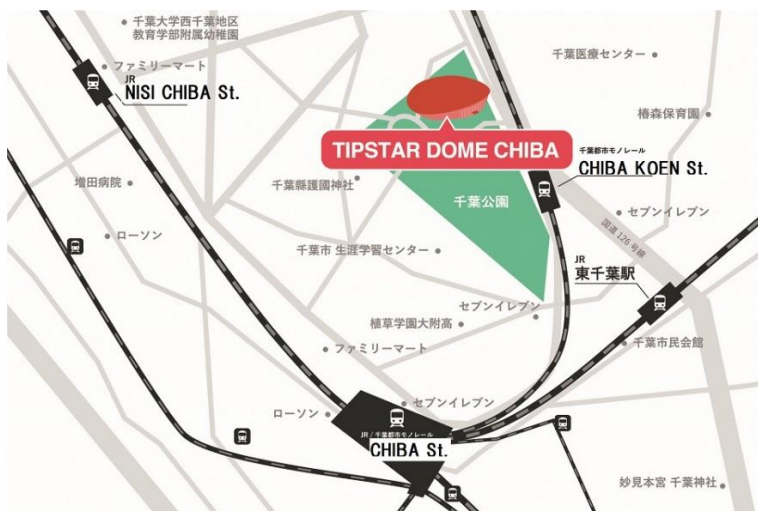 千葉大学西千葉地区
教育学部附属幼稚園
ファミリーマート
JR
NISI CHIBA St.
千葉医療センター
椿森保育園
TIPSTAR DOME CHIBA
千葉都市モノレール
CHIBA KOEN St.
増田病院
千葉縣護國神社
千葉公園
セブンイレブン
国道126号線
ローソン
千葉市 生涯学習センター
JR
東千葉駅
セブンイレブン
植草学園大附高
ファミリーマート
千葉市民会館
セブンイレブン
ローソン
JR / 千葉都市モノレール
CHIBA St.
妙見本宮 千葉神社